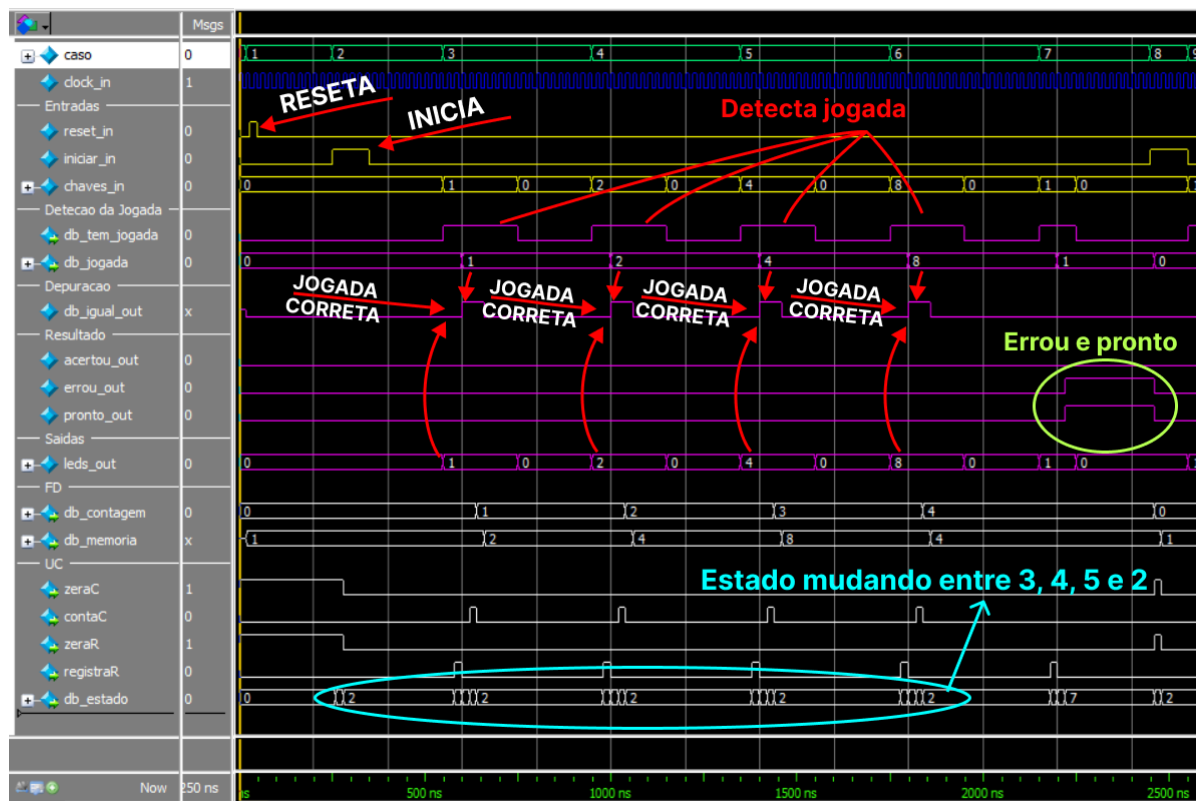 Msgs
caso 0 1 2 3 4 5 6 7 8 9
clock_in 1
RESETA
INICIA
Detecta jogada
Entradas
reset_in 0
iniciar_in 0
chaves_in 0 0 1 0 2 0 4 0 8 0 1 0 1
Detecao da Jogada
db_tem_jogada 0
db_jogada 0 0 1 2 4 8 1 0
Depuracao
JOGADA CORRETA
JOGADA CORRETA
JOGADA CORRETA
JOGADA CORRETA
db_igual_out x
Resultado
Errou e pronto
acertou_out 0
errou_out 0
pronto_out 0
Saidas
leds_out 0 0 1 0 2 0 4 0 8 0 1 0 1
FD
db_contagem 0 0 1 2 3 4 0
db_memoria x 1 2 4 8 4 1
UC
Estado mudando entre 3, 4, 5 e 2
zeraC 1
contaC 0
zeraR 1
registraR 0
db_estado 0 0 2 2 2 2 2 7 2
Now 250 ns 500 ns 1000 ns 1500 ns 2000 ns 2500 ns